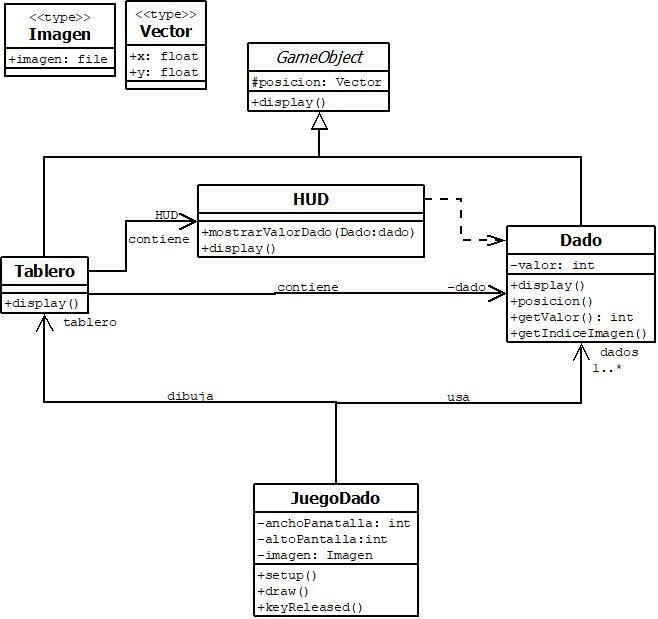 <<type>>
Imagen
+imagen: file
<<type>>
Vector
+x: float
+y: float
GameObject
#posicion: Vector
+display()
HUD
+mostrarValorDado(Dado:dado)
+display()
HUD
contiene
Dado
-valor: int
+display()
+posicion()
+getValor(): int
+getIndiceImagen()
Tablero
+display()
contiene
-dado
tablero
dados
1..*
dibuja
usa
JuegoDado
-anchoPanatalla: int
-altoPantalla:int
-imagen: Imagen
+setup()
+draw()
+keyReleased()